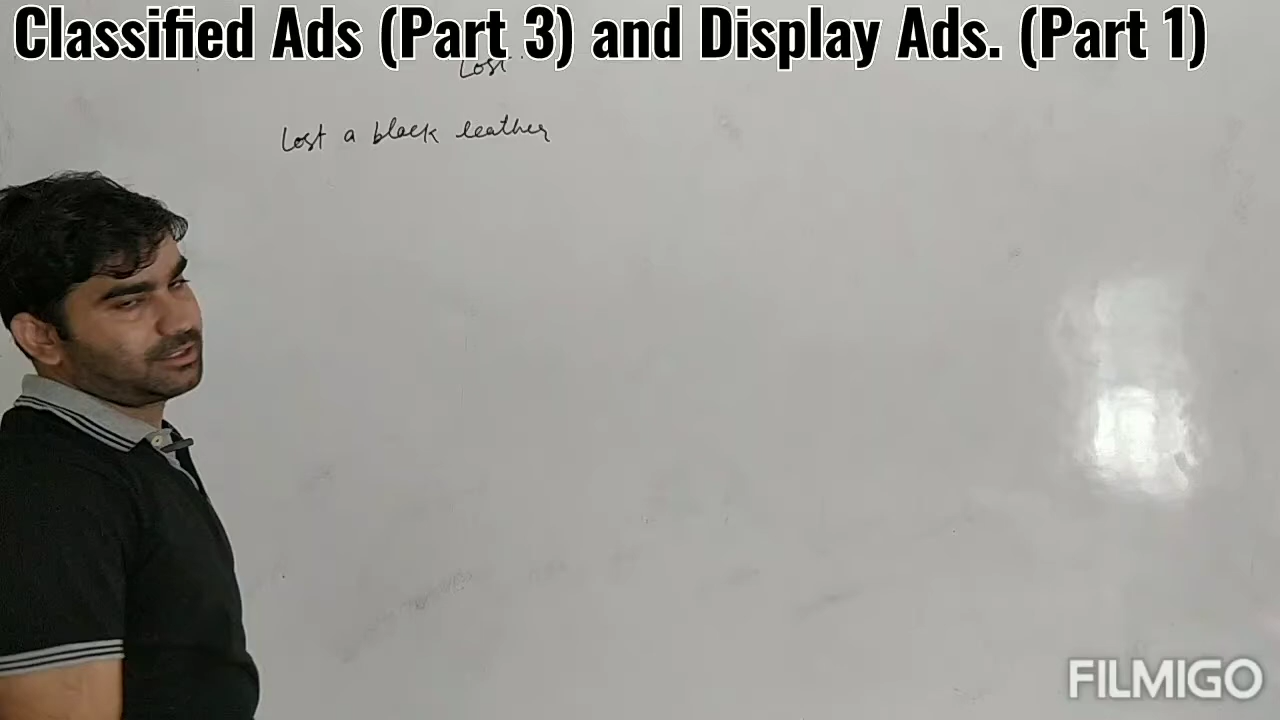 Classified Ads (Part 3) and Display Ads. (Part 1)
Lost
Lost a black leather
FILMIGO